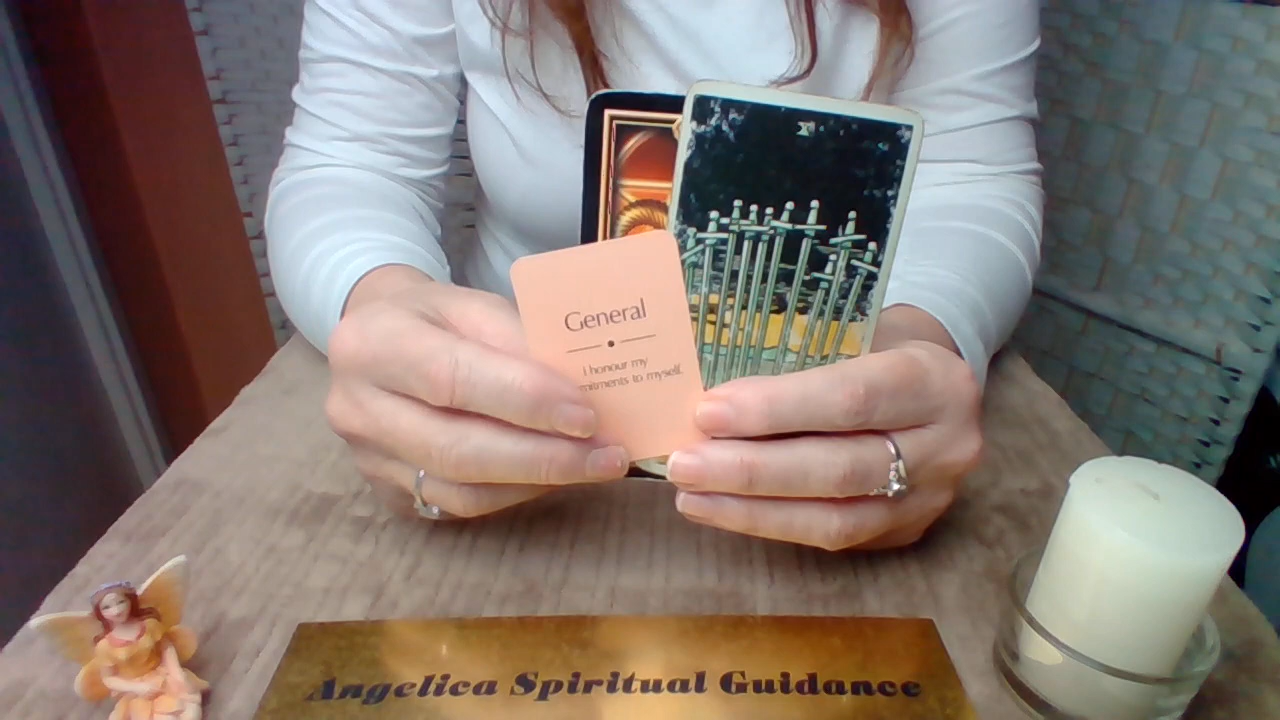 X
General
i honour my
mitments to myself.
Angelica Spiritual Guidance